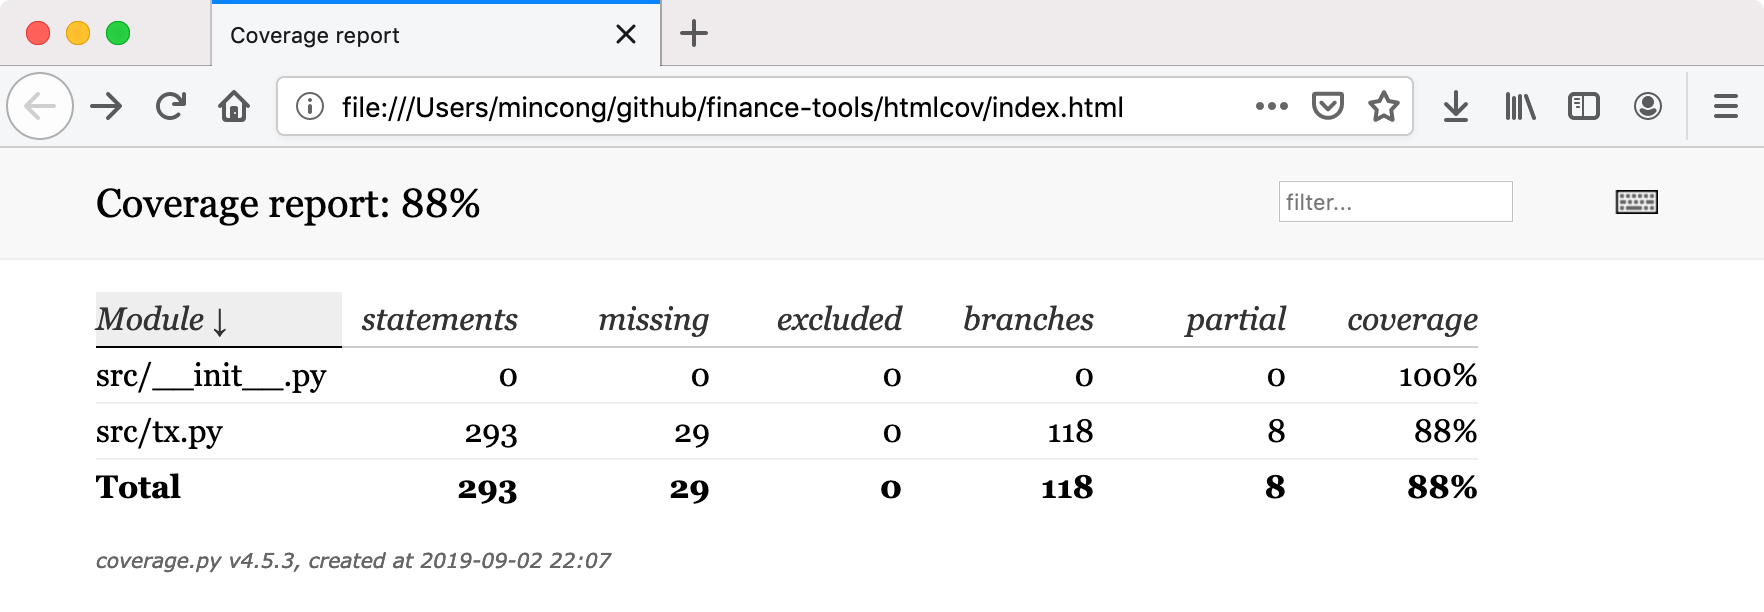 Coverage report
file:///Users/mincong/github/finance-tools/htmlcov/index.html
Coverage report: 88%
filter...
Module ↓ statements missing excluded branches partial coverage
src/__init__.py 0 0 0 0 0 100%
src/tx.py 293 29 0 118 8 88%
Total 293 29 0 118 8 88%
coverage.py v4.5.3, created at 2019-09-02 22:07